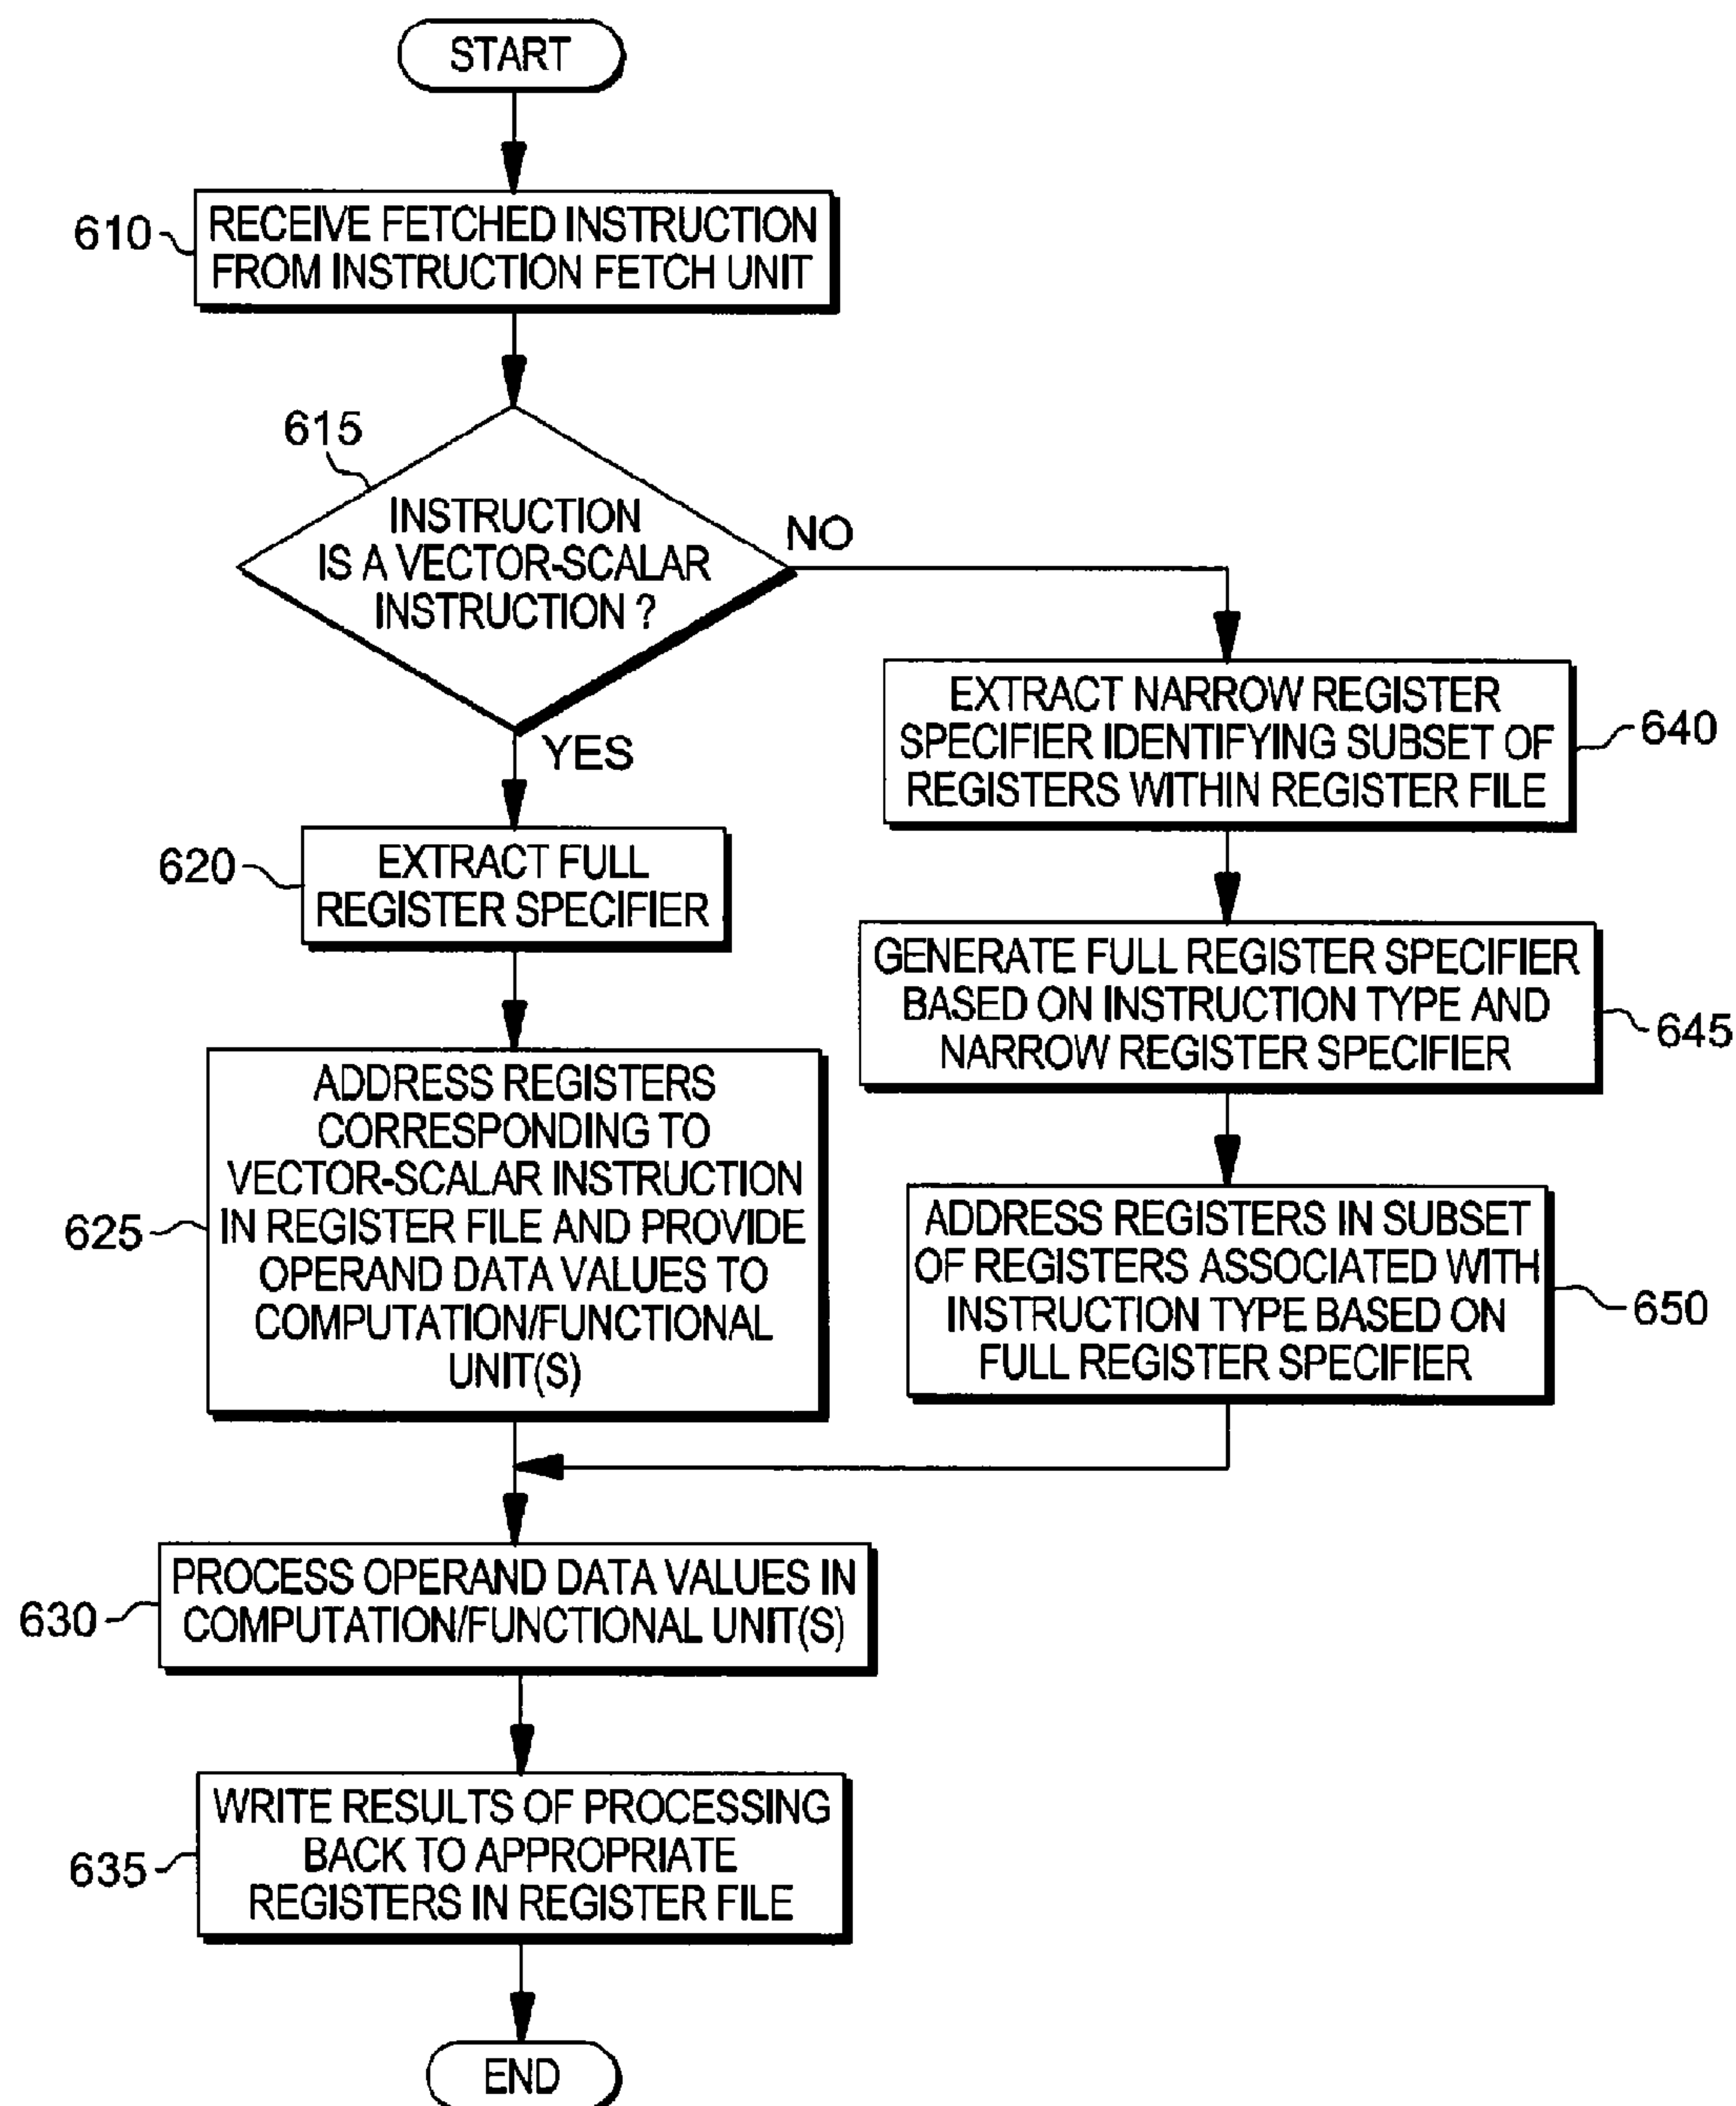 START
610
RECEIVE FETCHED INSTRUCTION
FROM INSTRUCTION FETCH UNIT
615
INSTRUCTION
IS A VECTOR-SCALAR
INSTRUCTION ?
NO
YES
620
EXTRACT FULL
REGISTER SPECIFIER
625
ADDRESS REGISTERS
CORRESPONDING TO
VECTOR-SCALAR INSTRUCTION
IN REGISTER FILE AND PROVIDE
OPERAND DATA VALUES TO
COMPUTATION/FUNCTIONAL
UNIT(S)
EXTRACT NARROW REGISTER
SPECIFIER IDENTIFYING SUBSET OF
REGISTERS WITHIN REGISTER FILE
640
GENERATE FULL REGISTER SPECIFIER
BASED ON INSTRUCTION TYPE AND
NARROW REGISTER SPECIFIER
645
ADDRESS REGISTERS IN SUBSET
OF REGISTERS ASSOCIATED WITH
INSTRUCTION TYPE BASED ON
FULL REGISTER SPECIFIER
650
630
PROCESS OPERAND DATA VALUES IN
COMPUTATION/FUNCTIONAL UNIT(S)
635
WRITE RESULTS OF PROCESSING
BACK TO APPROPRIATE
REGISTERS IN REGISTER FILE
END